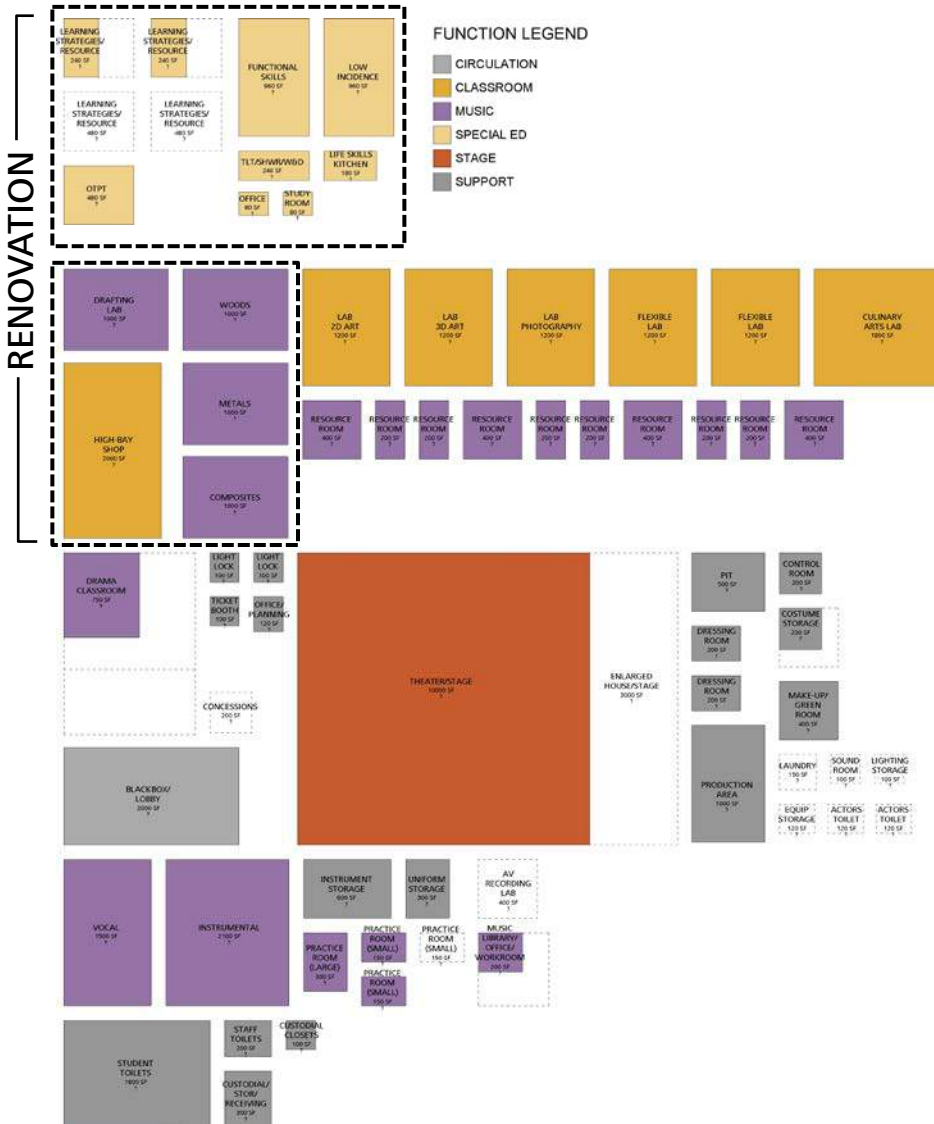 RENOVATION
LEARNING
STRATEGIES/
RESOURCE
240 SF
?
LEARNING
STRATEGIES/
RESOURCE
240 SF
?
FUNCTIONAL
SKILLS
960 SF
?
LOW
INCIDENCE
960 SF
?
LEARNING
STRATEGIES/
RESOURCE
480 SF
?
LEARNING
STRATEGIES/
RESOURCE
480 SF
?
OTPT
480 SF
?
TLT/SHWR/W&D
240 SF
?
LIFE SKILLS
KITCHEN
180 SF
?
OFFICE
80 SF
?
STUDY
ROOM
80 SF
?
FUNCTION LEGEND
CIRCULATION
CLASSROOM
MUSIC
SPECIAL ED
STAGE
SUPPORT
DRAFTING
LAB
1000 SF
?
WOODS
1000 SF
?
HIGH-BAY
SHOP
2000 SF
?
METALS
1000 SF
?
COMPOSITES
1000 SF
?
LAB
2D ART
1200 SF
?
LAB
3D ART
1200 SF
?
LAB
PHOTOGRAPHY
1200 SF
?
FLEXIBLE
LAB
1200 SF
?
FLEXIBLE
LAB
1200 SF
?
CULINARY
ARTS LAB
1800 SF
?
RESOURCE
ROOM
400 SF
?
RESOURCE
ROOM
200 SF
?
RESOURCE
ROOM
200 SF
?
RESOURCE
ROOM
400 SF
?
RESOURCE
ROOM
200 SF
?
RESOURCE
ROOM
200 SF
?
RESOURCE
ROOM
400 SF
?
RESOURCE
ROOM
200 SF
?
RESOURCE
ROOM
200 SF
?
RESOURCE
ROOM
400 SF
?
DRAMA
CLASSROOM
750 SF
?
LIGHT
LOCK
100 SF
?
LIGHT
LOCK
100 SF
?
TICKET
BOOTH
100 SF
?
OFFICE/
PLANNING
120 SF
?
CONCESSIONS
200 SF
?
BLACKBOX/
LOBBY
2000 SF
?
THEATER/STAGE
10000 SF
?
ENLARGED
HOUSE/STAGE
3000 SF
?
PIT
500 SF
?
CONTROL
ROOM
200 SF
?
DRESSING
ROOM
200 SF
?
COSTUME
STORAGE
200 SF
?
DRESSING
ROOM
200 SF
?
MAKE-UP/
GREEN
ROOM
400 SF
?
PRODUCTION
AREA
1000 SF
?
LAUNDRY
150 SF
?
SOUND
ROOM
100 SF
?
LIGHTING
STORAGE
100 SF
?
EQUIP
STORAGE
120 SF
?
ACTORS
TOILET
120 SF
?
ACTORS
TOILET
120 SF
?
VOCAL
1500 SF
?
INSTRUMENTAL
2100 SF
?
INSTRUMENT
STORAGE
600 SF
?
UNIFORM
STORAGE
300 SF
?
AV
RECORDING
LAB
400 SF
?
PRACTICE
ROOM
(LARGE)
300 SF
?
PRACTICE
ROOM
(SMALL)
150 SF
?
PRACTICE
ROOM
(SMALL)
150 SF
?
MUSIC
LIBRARY/
OFFICE/
WORKROOM
200 SF
?
PRACTICE
ROOM
(SMALL)
150 SF
?
STUDENT
TOILETS
1800 SF
?
STAFF
TOILETS
200 SF
?
CUSTODIAL
CLOSETS
100 SF
?
CUSTODIAL/
STOR/
RECEIVING
300 SF
?